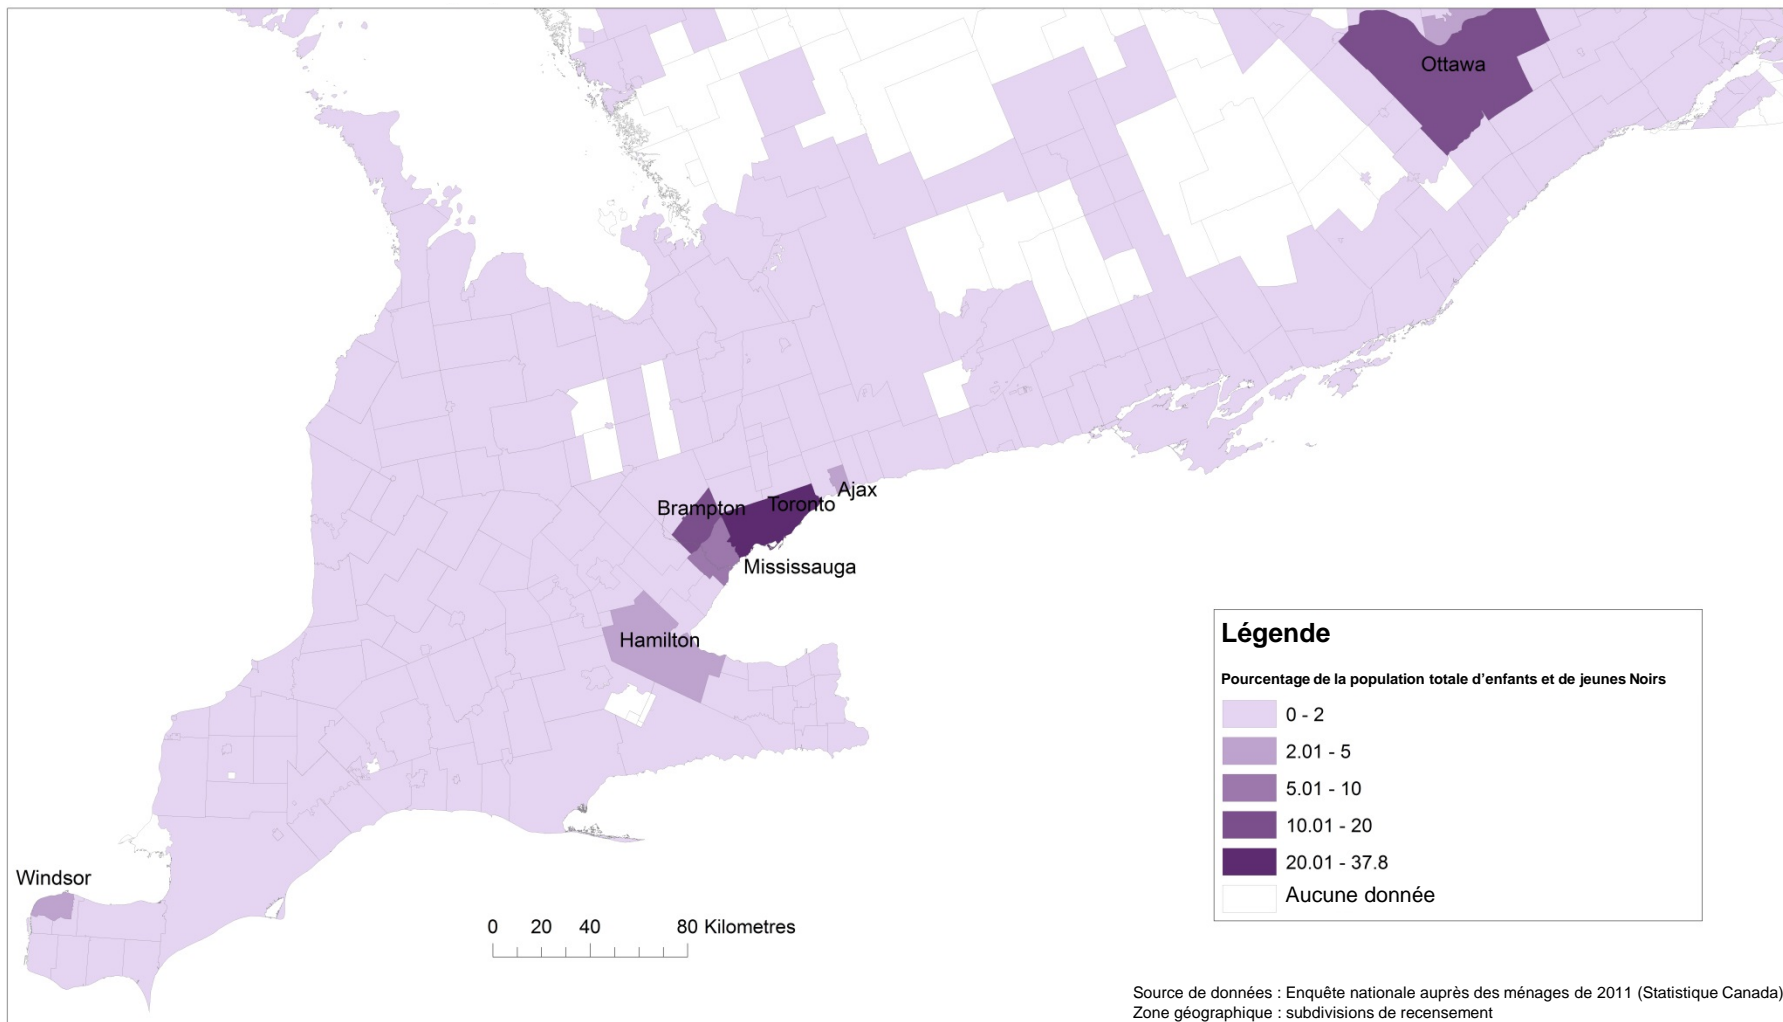 Ottawa
Ajax
Brampton
Toronto
Mississauga
Hamilton
Windsor
0 20 40 80 Kilometres
Légende
Pourcentage de la population totale d'enfants et de jeunes Noirs
0 - 2
2.01 - 5
5.01 - 10
10.01 - 20
20.01 - 37.8
Aucune donnée
Source de données : Enquête nationale auprès des ménages de 2011 (Statistique Canada)
Zone géographique : subdivisions de recensement